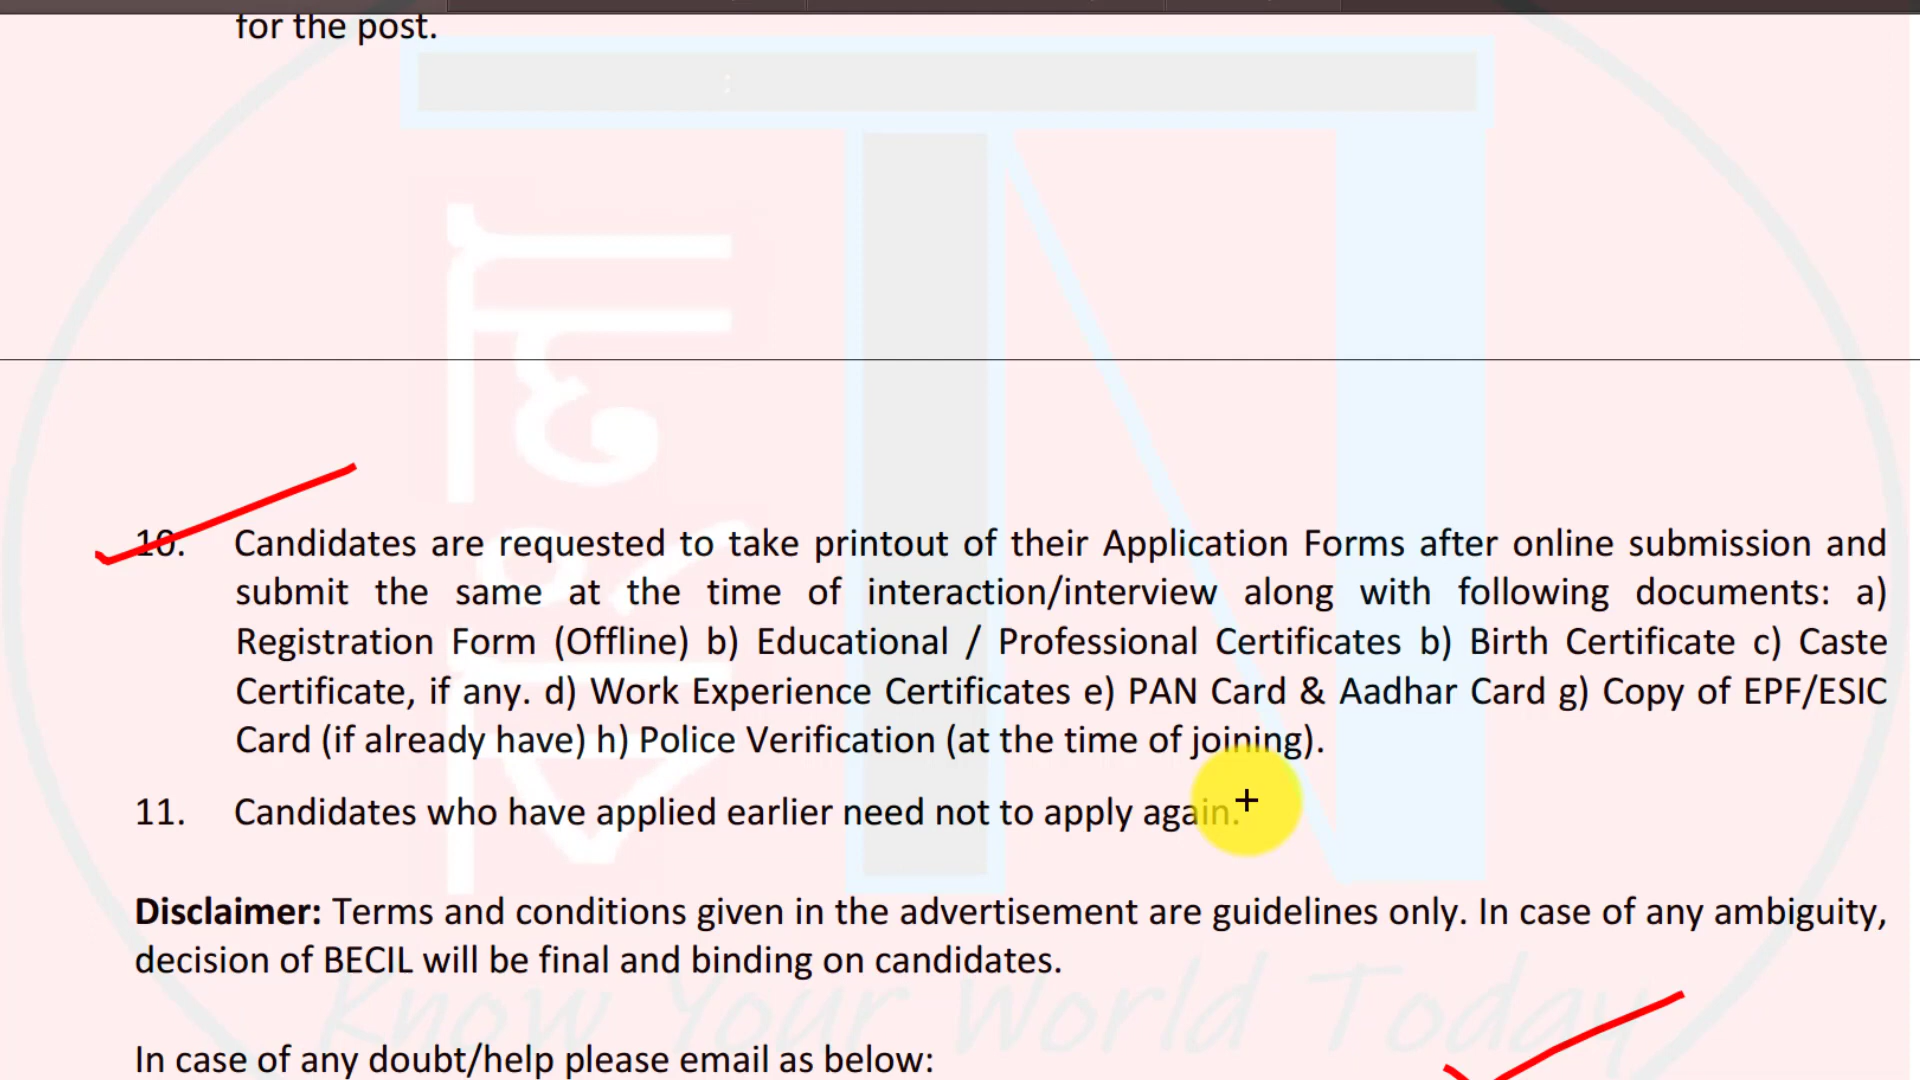 for the post.
10. Candidates are requested to take printout of their Application Forms after online submission and
submit the same at the time of interaction/interview along with following documents: a)
Registration Form (Offline) b) Educational / Professional Certificates b) Birth Certificate c) Caste
Certificate, if any. d) Work Experience Certificates e) PAN Card & Aadhar Card g) Copy of EPF/ESIC
Card (if already have) h) Police Verification (at the time of joining).
11. Candidates who have applied earlier need not to apply again.
Disclaimer: Terms and conditions given in the advertisement are guidelines only. In case of any ambiguity,
decision of BECIL will be final and binding on candidates.
Know Your World Today
In case of any doubt/help please email as below: